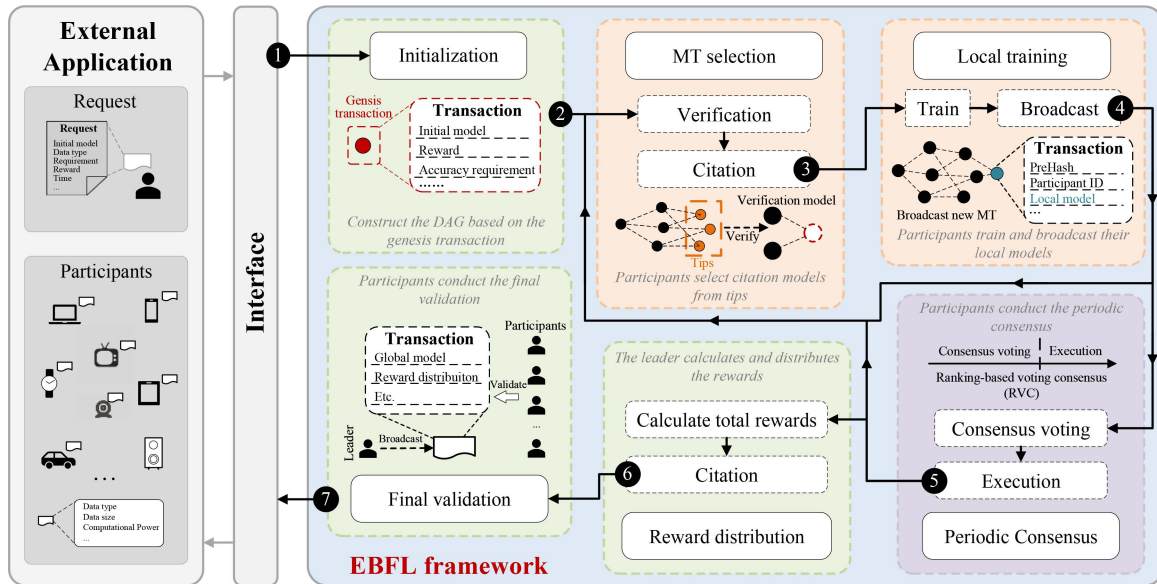 External
Application
Request
Request
Initial model
Data type
Requirement
Reward
Time
...
Participants
...
Data type
Data size
Computational Power
...
Interface
1
Initialization
Gensis
transaction
Transaction
Initial model
Reward
Accuracy requirement
......
Construct the DAG based on the
genesis transaction
2
MT selection
Verification
Citation
3
Verification model
Verify
Tips
Participants select citation models
from tips
Local training
Train
Broadcast
4
Transaction
PreHash
Participant ID
Local model
...
Broadcast new MT
Participants train and broadcast their
local models
Participants conduct the periodic
consensus
Consensus voting
Execution
Ranking-based voting consensus
(RVC)
Consensus voting
5
Execution
Periodic Consensus
The leader calculates and distributes
the rewards
Calculate total rewards
6
Citation
Reward distribution
Participants conduct the final
validation
Participants
Transaction
Global model
Reward distribuiton
Etc.
Validate
...
Leader
Broadcast
7
Final validation
EBFL framework